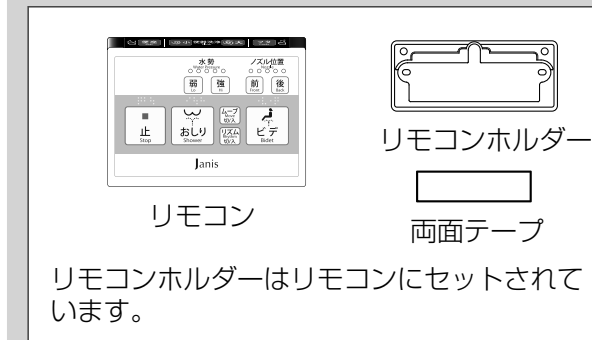 水勢
Water Pressure
ノズル位置
Nozzle
弱
Lo
強
Hi
前
Front
後
Back
止
Stop
おしり
Shower
ムーブ
Move
切/入
リズム
Rhythm
切/入
ビデ
Bidet
Janis
リモコン
リモコンホルダー
両面テープ
リモコンホルダーはリモコンにセットされて
います。